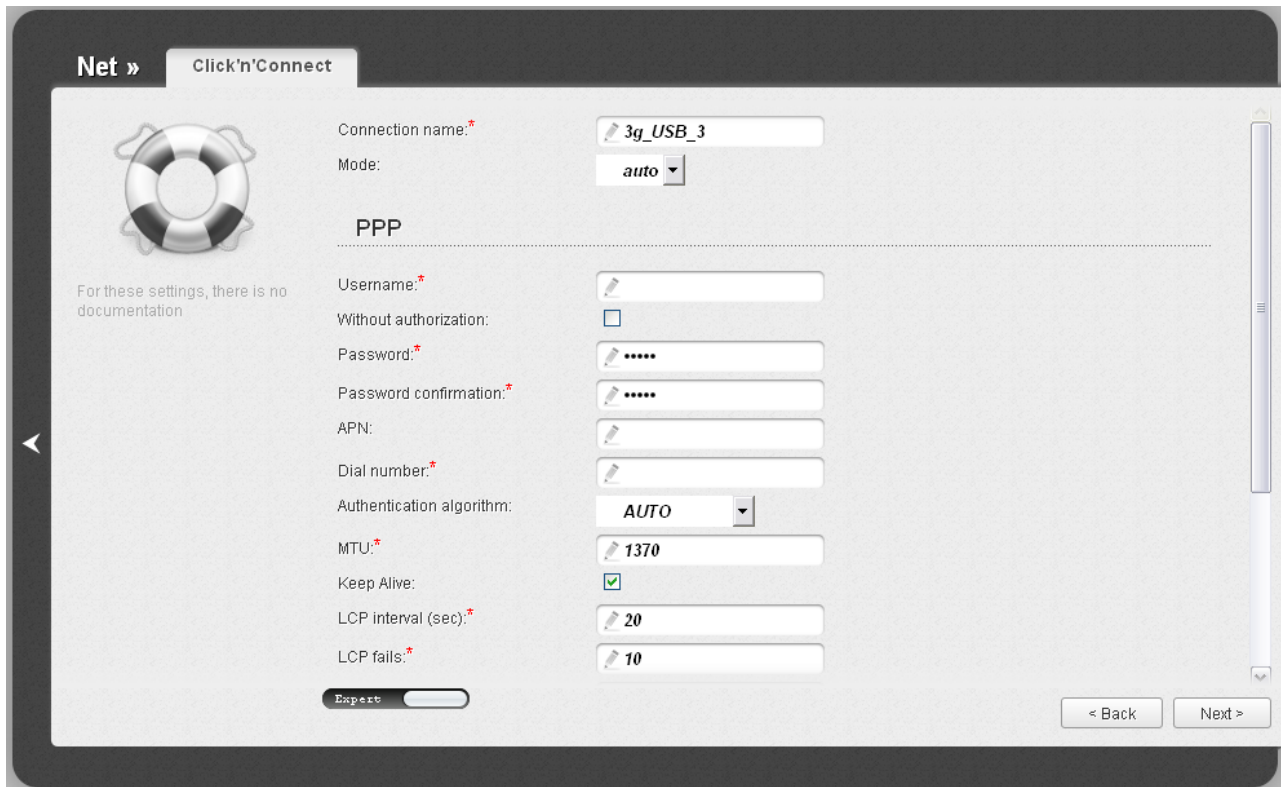 Net »
Click'n'Connect
Connection name:*
3g_USB_3
Mode:
auto
PPP
For these settings, there is no
documentation
Username:*
Without authorization:
Password:*
•••••
Password confirmation:*
•••••
APN:
Dial number:*
Authentication algorithm:
AUTO
MTU:*
1370
Keep Alive:
LCP interval (sec):*
20
LCP fails:*
10
Expert
< Back
Next >